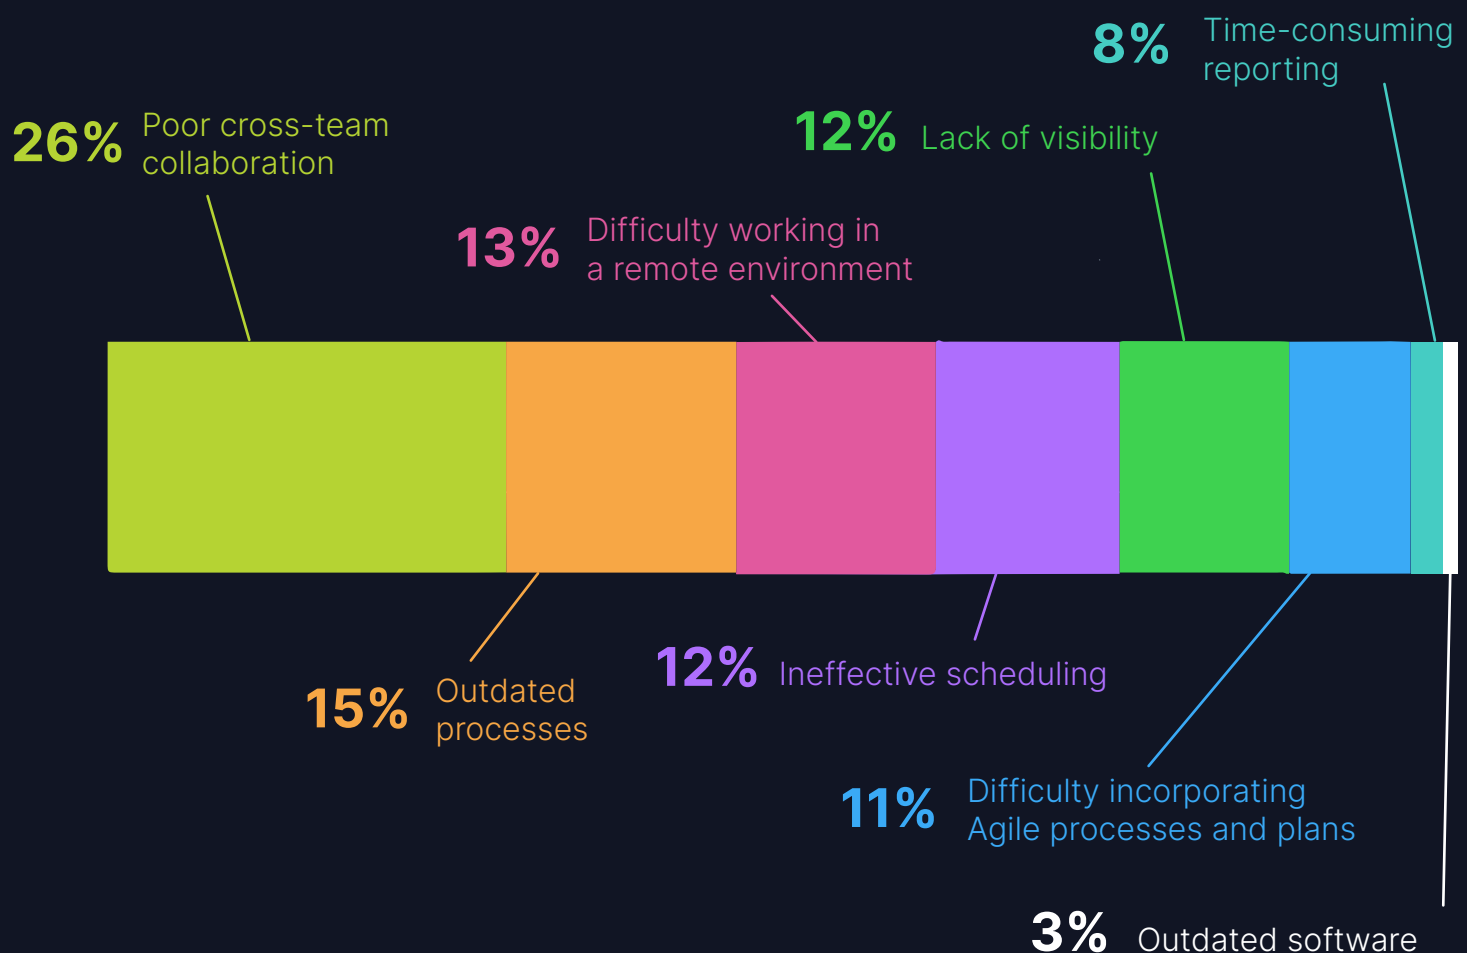 8%
Time-consuming
reporting
26%
Poor cross-team
collaboration
12%
Lack of visibility
13%
Difficulty working in
a remote environment
15%
Outdated
processes
12%
Ineffective scheduling
11%
Difficulty incorporating
Agile processes and plans
3%
Outdated software